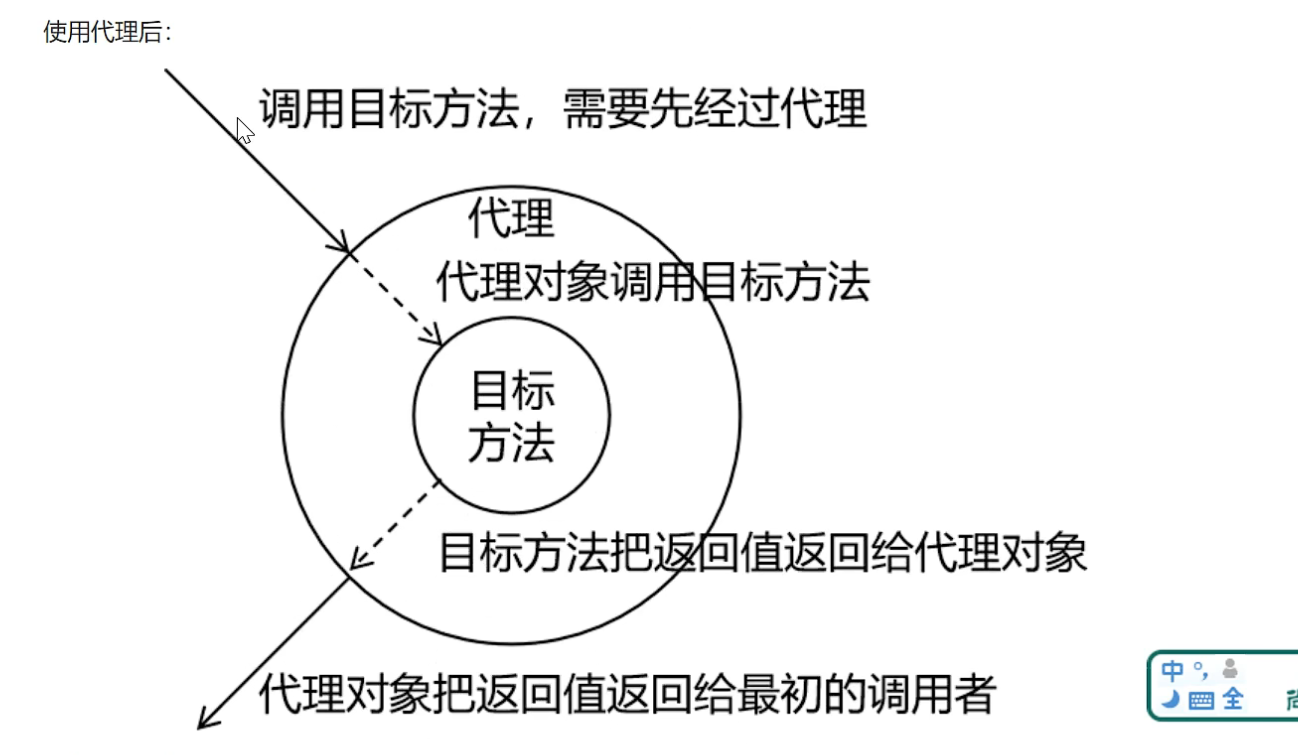 使用代理后：
调用目标方法，需要先经过代理
代理
代理对象调用目标方法
目标
方法
目标方法把返回值返回给代理对象
代理对象把返回值返回给最初的调用者
中
全